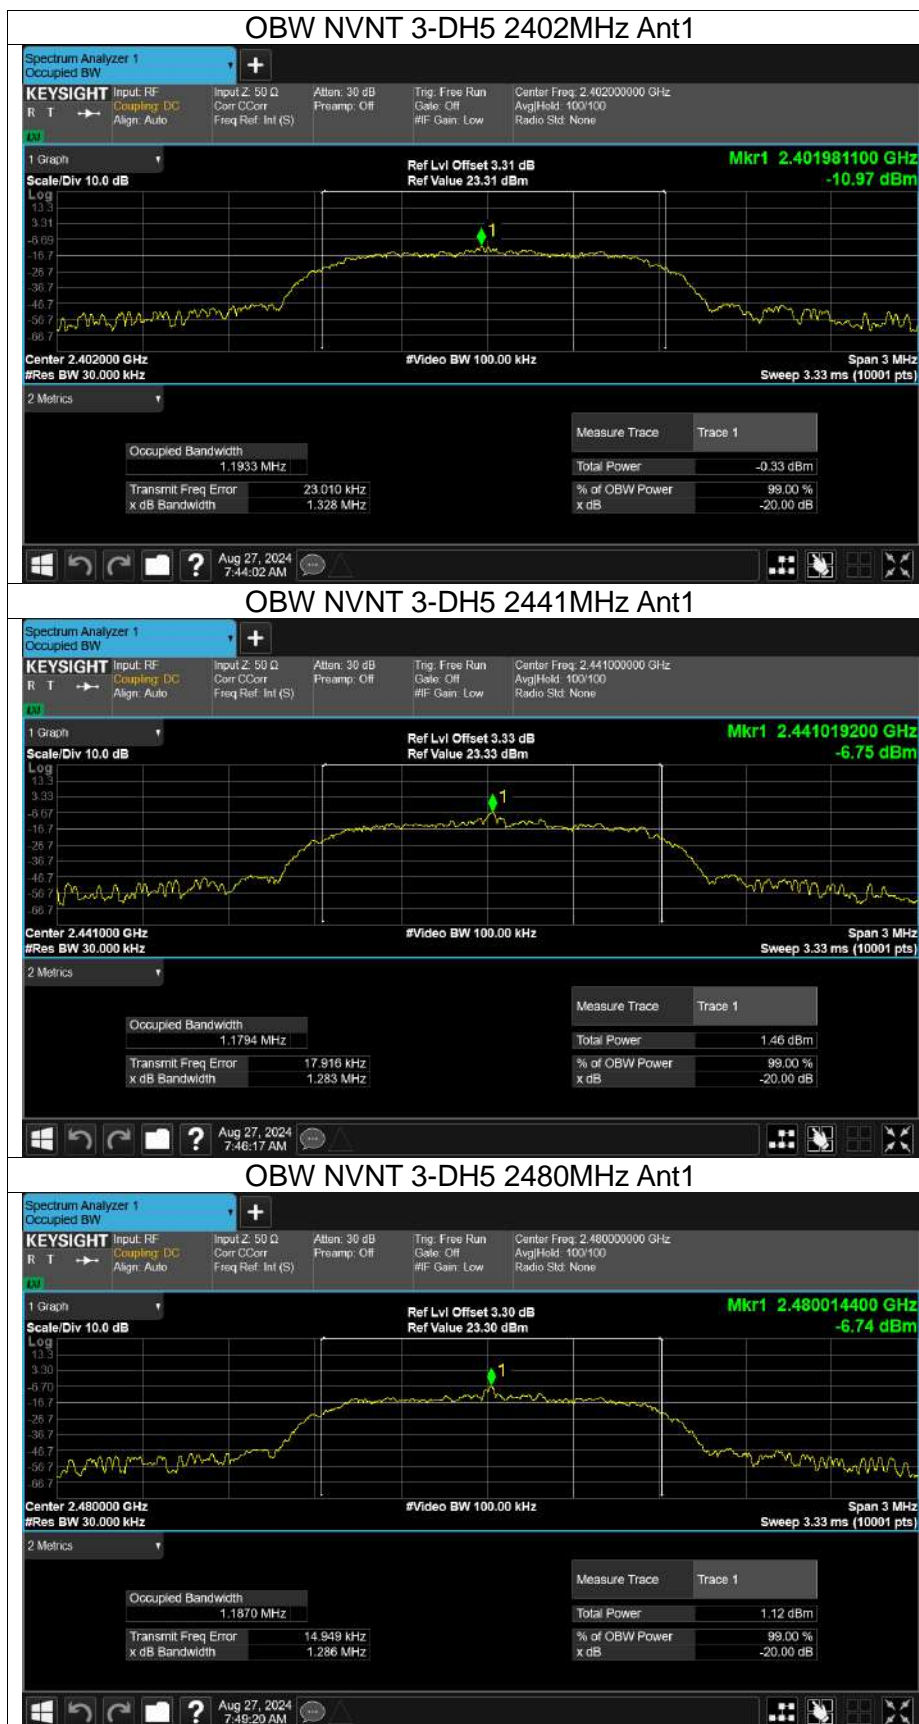 OBW NVNT 3-DH5 2402MHz Ant1
Spectrum Analyzer 1
Occupied BW
+
KEYSIGHT Input: RF Input Z: 50 Ω Atten: 30 dB Trig: Free Run Center Freq: 2.402000000 GHz
R T Coupling: DC Corr CCorr Preamp: Off Gate: Off Avg|Hold: 100/100
Align: Auto Freq Ref: Int (S) #IF Gain: Low Radio Std: None
LXI
1 Graph Ref Lvl Offset 3.31 dB Mkr1 2.401981100 GHz
Scale/Div 10.0 dB Ref Value 23.31 dBm -10.97 dBm
Log
13.3
3.31
-6.69
-16.7
-26.7
-36.7
-46.7
-56.7
-66.7
1
Center 2.402000 GHz #Video BW 100.00 kHz Span 3 MHz
#Res BW 30.000 kHz Sweep 3.33 ms (10001 pts)
2 Metrics
Measure Trace Trace 1
Occupied Bandwidth
1.1933 MHz Total Power -0.33 dBm
Transmit Freq Error 23.010 kHz % of OBW Power 99.00 %
x dB Bandwidth 1.328 MHz x dB -20.00 dB
? Aug 27, 2024
7:44:02 AM
OBW NVNT 3-DH5 2441MHz Ant1
Spectrum Analyzer 1
Occupied BW
+
KEYSIGHT Input: RF Input Z: 50 Ω Atten: 30 dB Trig: Free Run Center Freq: 2.441000000 GHz
R T Coupling: DC Corr CCorr Preamp: Off Gate: Off Avg|Hold: 100/100
Align: Auto Freq Ref: Int (S) #IF Gain: Low Radio Std: None
LXI
1 Graph Ref Lvl Offset 3.33 dB Mkr1 2.441019200 GHz
Scale/Div 10.0 dB Ref Value 23.33 dBm -6.75 dBm
Log
13.3
3.33
-6.67
-16.7
-26.7
-36.7
-46.7
-56.7
-66.7
1
Center 2.441000 GHz #Video BW 100.00 kHz Span 3 MHz
#Res BW 30.000 kHz Sweep 3.33 ms (10001 pts)
2 Metrics
Measure Trace Trace 1
Occupied Bandwidth
1.1794 MHz Total Power 1.46 dBm
Transmit Freq Error 17.916 kHz % of OBW Power 99.00 %
x dB Bandwidth 1.283 MHz x dB -20.00 dB
? Aug 27, 2024
7:46:17 AM
OBW NVNT 3-DH5 2480MHz Ant1
Spectrum Analyzer 1
Occupied BW
+
KEYSIGHT Input: RF Input Z: 50 Ω Atten: 30 dB Trig: Free Run Center Freq: 2.480000000 GHz
R T Coupling: DC Corr CCorr Preamp: Off Gate: Off Avg|Hold: 100/100
Align: Auto Freq Ref: Int (S) #IF Gain: Low Radio Std: None
LXI
1 Graph Ref Lvl Offset 3.30 dB Mkr1 2.480014400 GHz
Scale/Div 10.0 dB Ref Value 23.30 dBm -6.74 dBm
Log
13.3
3.30
-6.70
-16.7
-26.7
-36.7
-46.7
-56.7
-66.7
1
Center 2.480000 GHz #Video BW 100.00 kHz Span 3 MHz
#Res BW 30.000 kHz Sweep 3.33 ms (10001 pts)
2 Metrics
Measure Trace Trace 1
Occupied Bandwidth
1.1870 MHz Total Power 1.12 dBm
Transmit Freq Error 14.949 kHz % of OBW Power 99.00 %
x dB Bandwidth 1.286 MHz x dB -20.00 dB
? Aug 27, 2024
7:49:20 AM